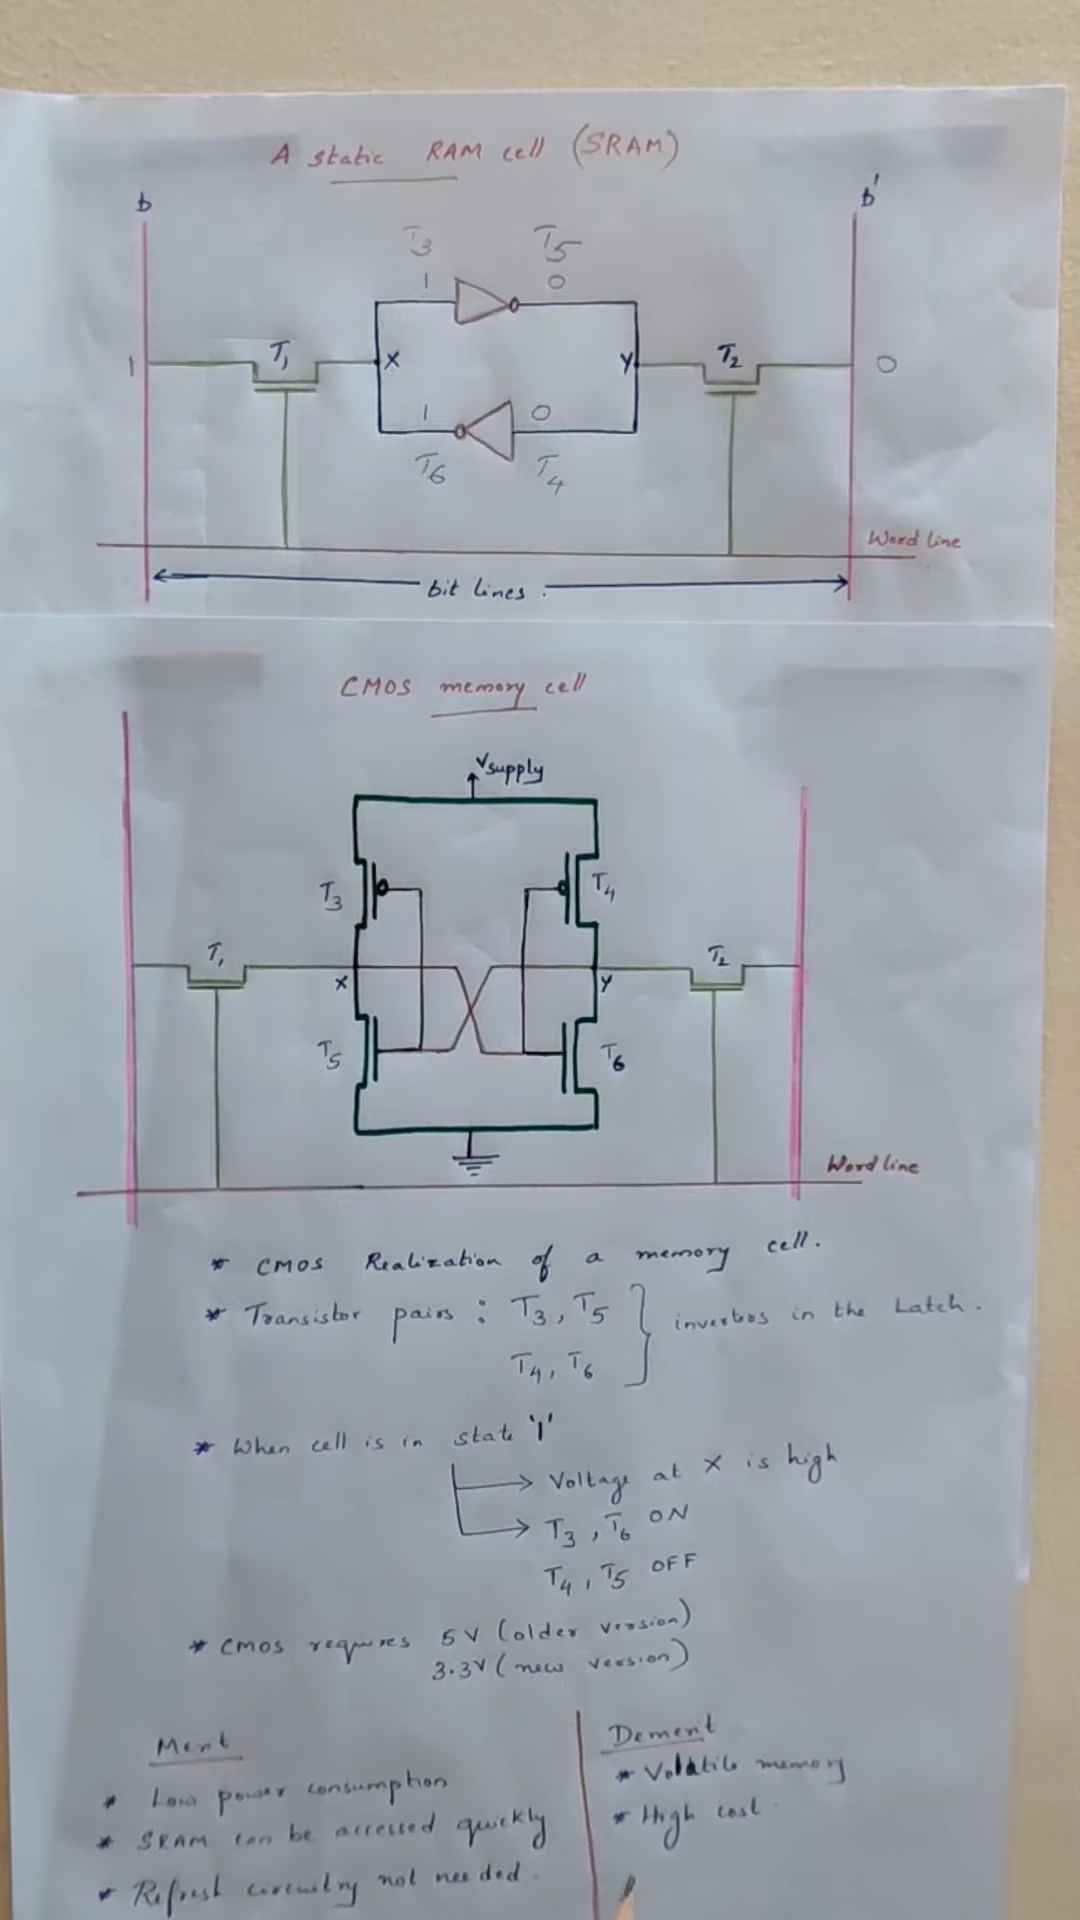 A static RAM cell (SRAM)
b
b'
T3
T5
1
0
1
T1
X
Y
T2
0
1
0
T6
T4
Word line
bit lines.
CMOS memory cell
Vsupply
T3
T4
T1
X
Y
T2
T5
T6
Word line
* CMOS Realization of a memory cell.
* Transistor pairs : T3, T5 } inverters in the Latch.
T4, T6
* When cell is in state '1'
→ Voltage at X is high
→ T3, T6 ON
T4, T5 OFF
* CMOS requires 5V (older version)
3.3V (new version)
Merit
* Low power consumption
* SRAM can be accessed quickly
* Refresh circuitry not needed.
Demerit
* Volatile memory
* High cost.